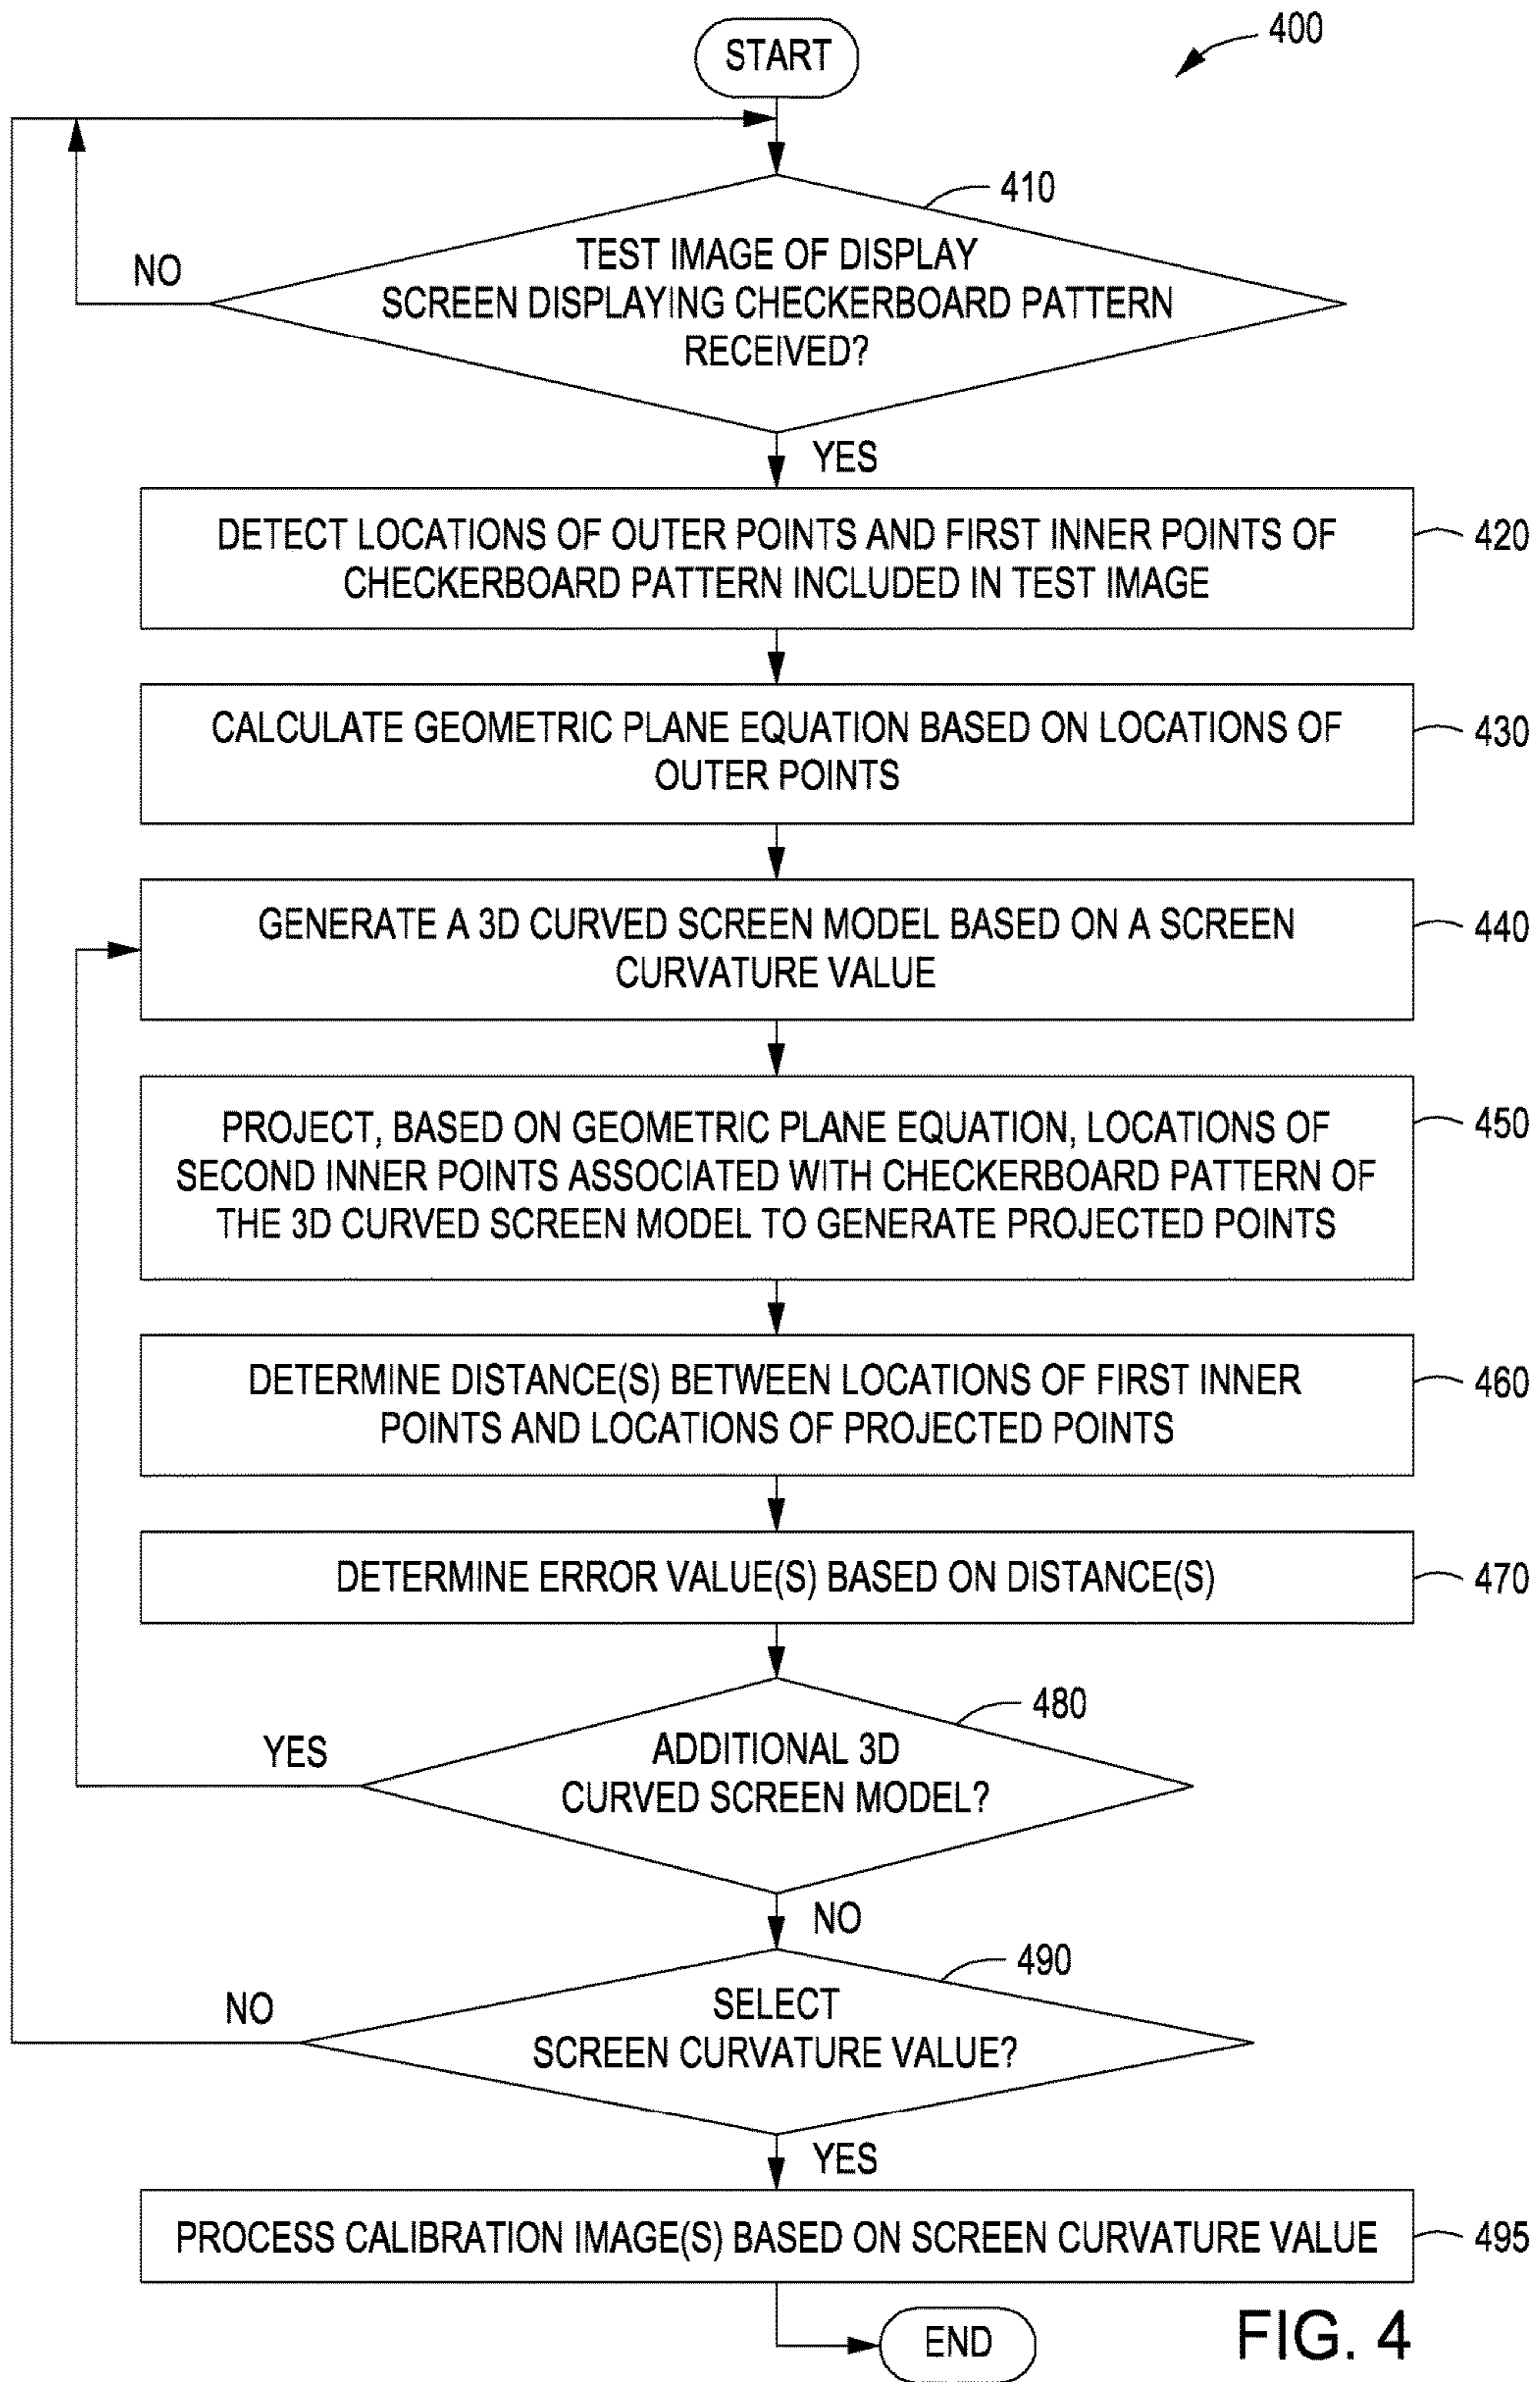 START
400
410
TEST IMAGE OF DISPLAY
SCREEN DISPLAYING CHECKERBOARD PATTERN
RECEIVED?
NO
YES
DETECT LOCATIONS OF OUTER POINTS AND FIRST INNER POINTS OF
CHECKERBOARD PATTERN INCLUDED IN TEST IMAGE
420
CALCULATE GEOMETRIC PLANE EQUATION BASED ON LOCATIONS OF
OUTER POINTS
430
GENERATE A 3D CURVED SCREEN MODEL BASED ON A SCREEN
CURVATURE VALUE
440
PROJECT, BASED ON GEOMETRIC PLANE EQUATION, LOCATIONS OF
SECOND INNER POINTS ASSOCIATED WITH CHECKERBOARD PATTERN OF
THE 3D CURVED SCREEN MODEL TO GENERATE PROJECTED POINTS
450
DETERMINE DISTANCE(S) BETWEEN LOCATIONS OF FIRST INNER
POINTS AND LOCATIONS OF PROJECTED POINTS
460
DETERMINE ERROR VALUE(S) BASED ON DISTANCE(S)
470
480
ADDITIONAL 3D
CURVED SCREEN MODEL?
YES
NO
490
SELECT
SCREEN CURVATURE VALUE?
NO
YES
PROCESS CALIBRATION IMAGE(S) BASED ON SCREEN CURVATURE VALUE
495
END
FIG. 4